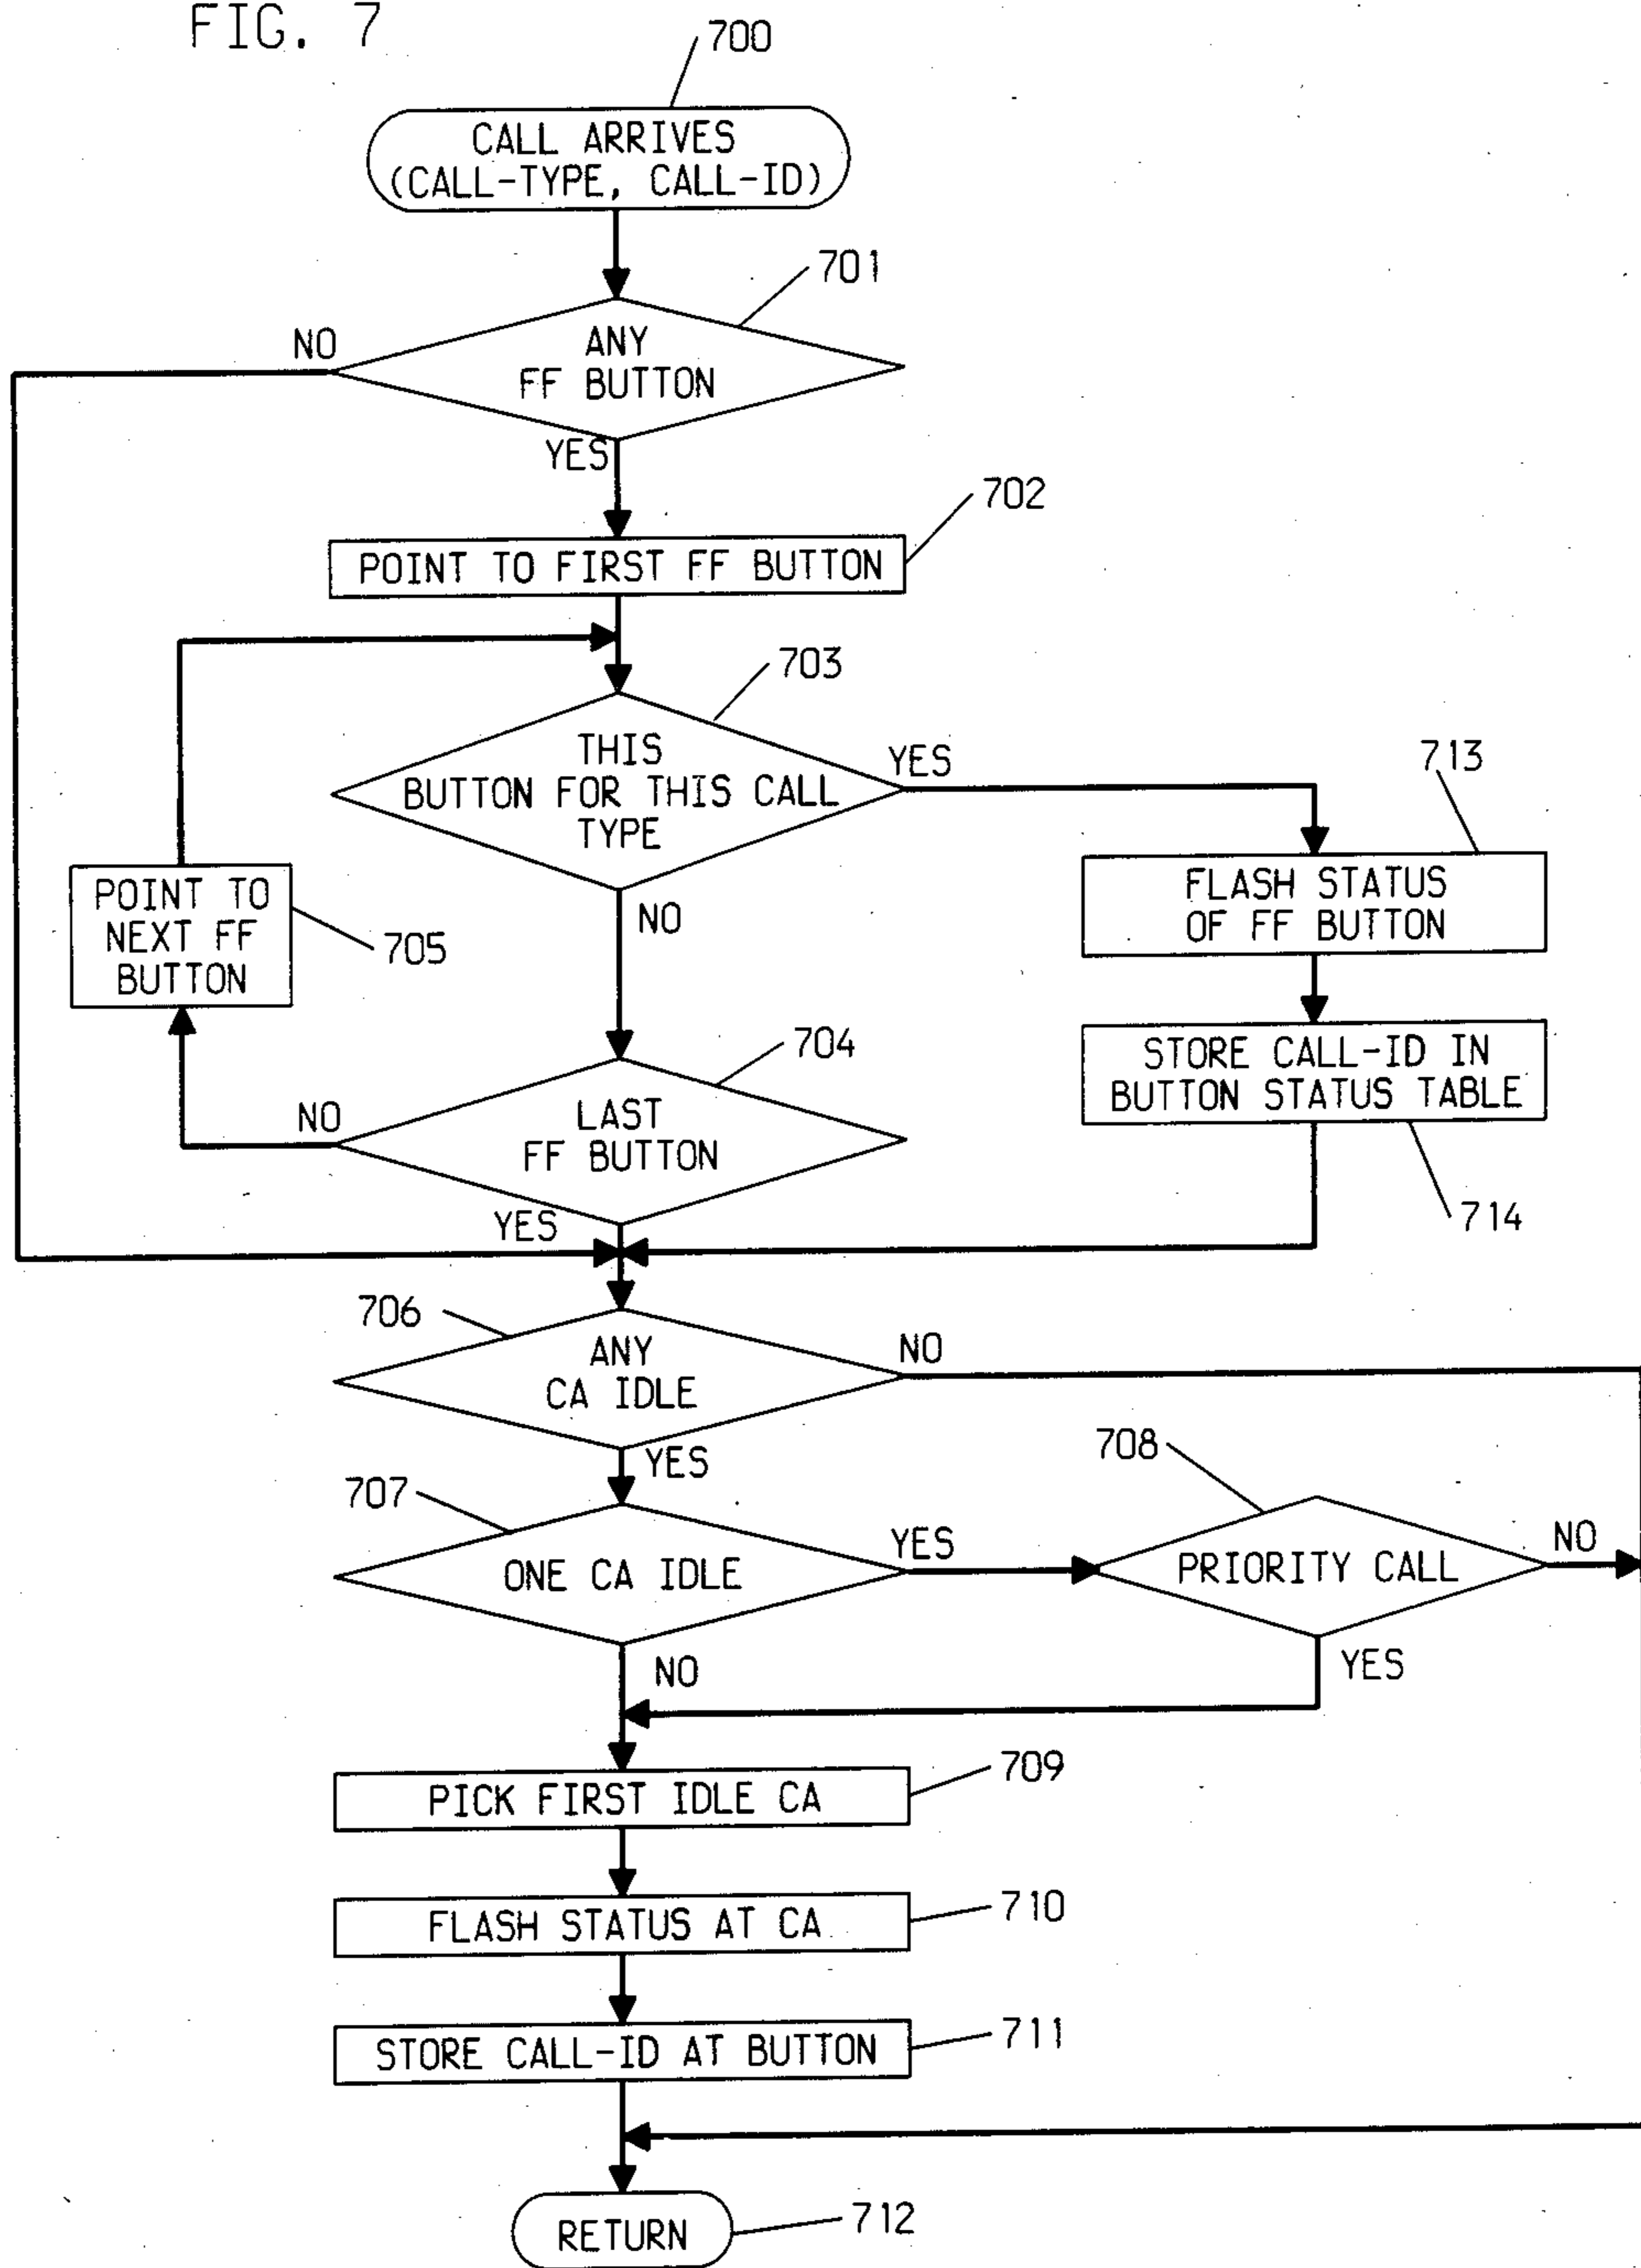 FIG. 7
700
CALL ARRIVES
(CALL-TYPE, CALL-ID)
701
NO
ANY
FF BUTTON
YES
702
POINT TO FIRST FF BUTTON
703
THIS
BUTTON FOR THIS CALL
TYPE
YES
713
FLASH STATUS
OF FF BUTTON
POINT TO
NEXT FF
BUTTON
705
NO
STORE CALL-ID IN
BUTTON STATUS TABLE
714
704
NO
LAST
FF BUTTON
YES
706
ANY
CA IDLE
NO
YES
707
ONE CA IDLE
YES
708
PRIORITY CALL
NO
YES
NO
709
PICK FIRST IDLE CA
710
FLASH STATUS AT CA
711
STORE CALL-ID AT BUTTON
RETURN
712